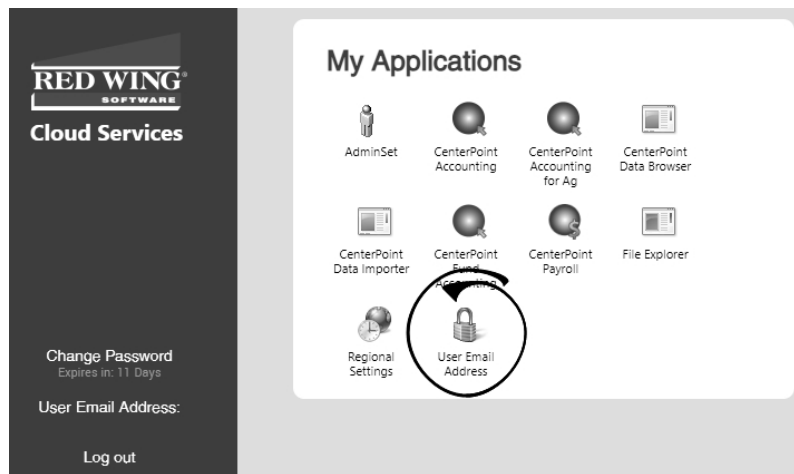 RED WING®
SOFTWARE
Cloud Services
Change Password
Expires in: 11 Days
User Email Address:
Log out
My Applications
AdminSet
CenterPoint
Accounting
CenterPoint
Accounting
for Ag
CenterPoint
Data Browser
CenterPoint
Data Importer
CenterPoint
Fund
Accounting
CenterPoint
Payroll
File Explorer
Regional
Settings
User Email
Address